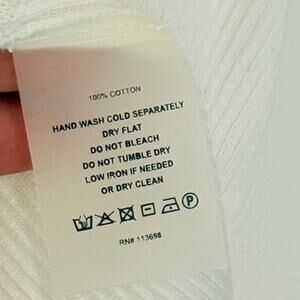 100% COTTON
HAND WASH COLD SEPARATELY
DRY FLAT
DO NOT BLEACH
DO NOT TUMBLE DRY
LOW IRON IF NEEDED
OR DRY CLEAN
P
RN# 113698